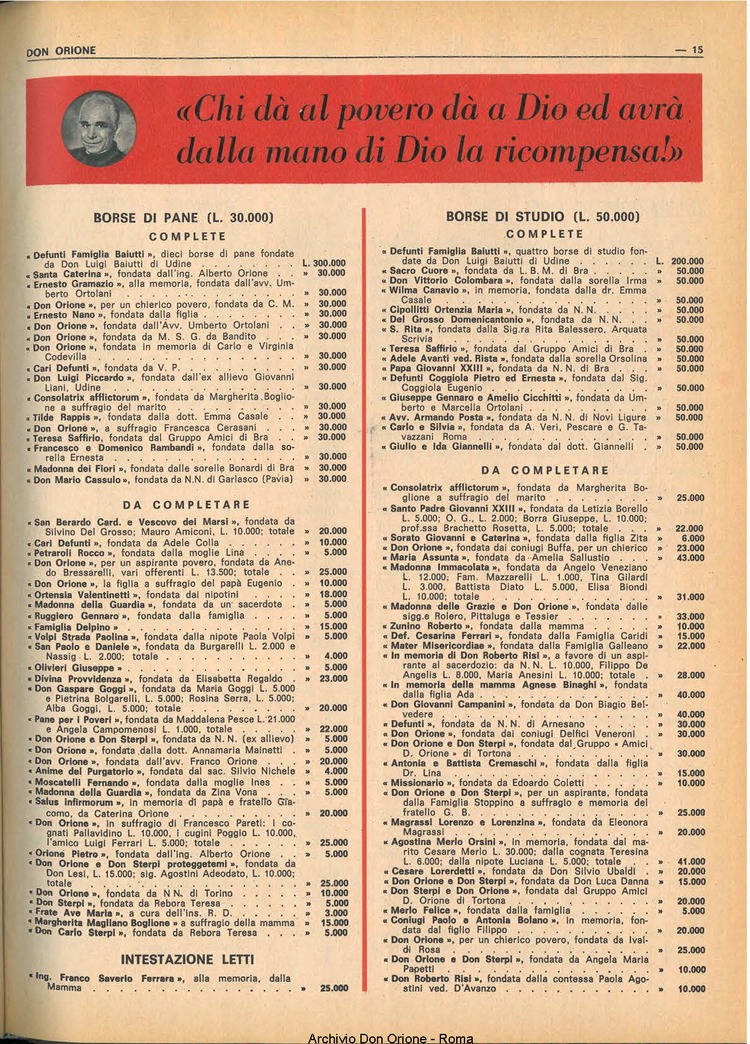 DON ORIONE
— 15
«Chi dà al povero dà a Dio ed avrà
dalla mano di Dio la ricompensa!»
BORSE DI PANE (L. 30.000)
COMPLETE
« Defunti Famiglia Baiutti », dieci borse di pane fondate
da Don Luigi Baiutti di Udine . . . . . . . . L. 300.000
« Santa Caterina », fondata dall'ing. Alberto Orione . . » 30.000
« Ernesto Gramazio », alla memoria, fondata dall'avv. Um-
berto Ortolani . . . . . . . . . . . . . . » 30.000
« Don Orione », per un chierico povero, fondata da C. M. » 30.000
« Ernesto Nano », fondata dalla figlia . . . . . . . » 30.000
« Don Orione », fondata dall'Avv. Umberto Ortolani . . » 30.000
« Don Orione », fondata da M. S. G. da Bandito . . . » 30.000
« Don Orione », fondata in memoria di Carlo e Virginia
Codevilla . . . . . . . . . . . . . . . . » 30.000
« Cari Defunti », fondata da V. P. . . . . . . . . » 30.000
« Don Luigi Piccardo », fondata dall'ex allievo Giovanni
Liani, Udine . . . . . . . . . . . . . . . » 30.000
« Consolatrix afflictorum », fondata da Margherita Boglio-
ne a suffragio del marito . . . . . . . . . . » 30.000
« Tilde Rappis », fondata dalla dott. Emma Casale . . . » 30.000
« Don Orione », a suffragio Francesca Cerasani . . . . » 30.000
« Teresa Saffirio, fondata dal Gruppo Amici di Bra . . » 30.000
« Francesco e Domenico Rambandi », fondata dalla so-
rella Ernesta . . . . . . . . . . . . . . » 30.000
« Madonna dei Fiori », fondata dalle sorelle Bonardi di Bra » 30.000
« Don Mario Cassulo », fondata da N.N. di Garlasco (Pavia) » 30.000
DA COMPLETARE
« San Berardo Card. e Vescovo dei Marsi », fondata da
Silvino Del Grosso; Mauro Amiconi, L. 10.000; totale » 20.000
« Cari Defunti », fondata da Adele Colla . . . . . . » 10.000
« Petraroli Rocco », fondata dalla moglie Lina . . . . » 5.000
« Don Orione », per un aspirante povero, fondata da Ane-
do Bressarelli, vari offerenti L. 13.500; totale . . . » 25.000
« Don Orione », la figlia a suffragio del papà Eugenio . » 10.000
« Ortensia Valentinetti », fondata dai nipotini . . . . » 18.000
« Madonna della Guardia », fondata da un sacerdote . . » 5.000
« Ruggiero Gennaro », fondata dalla famiglia . . . . . » 5.000
« Famiglia Delpino » . . . . . . . . . . . . . » 15.000
« Volpi Strada Paolina », fondata dalla nipote Paola Volpi » 5.000
« San Paolo e Daniele », fondata da Burgarelli L. 2.000 e
Nassig L. 2.000; totale . . . . . . . . . . . » 4.000
« Olivieri Giuseppe » . . . . . . . . . . . . . » 5.000
« Divina Provvidenza », fondata da Elisabetta Regaldo . » 23.000
« Don Gaspare Goggi », fondata da Maria Goggi L. 5.000
e Pietrina Bolgarelli, L. 5.000; Rosina Serra, L. 5.000;
Alba Goggi, L. 5.000; totale . . . . . . . . . » 20.000
« Pane per i Poveri », fondata da Maddalena Pesce L. 21.000
e Angela Campomenosi L. 1.000, totale . . . . . » 22.000
« Don Orione e Don Sterpi », fondata da N. N. (ex allievo) » 5.000
« Don Orione », fondata dalla dott. Annamaria Mainetti . » 5.000
« Don Orione », fondata dall'avv. Franco Orione . . . » 20.000
« Anime del Purgatorio », fondata dal sac. Silvio Nichele » 4.000
« Moscatelli Fernando », fondata dalla moglie Ines . . » 5.000
« Madonna della Guardia », fondata da Zina Vona . . . » 5.000
« Salus Infirmorum », in memoria di papà e fratello Gia-
como, da Caterina Orione . . . . . . . . . . » 20.000
« Don Orione », in suffragio di Francesco Pareti: i co-
gnati Pallavidino L. 10.000, i cugini Poggio L. 10.000,
l'amico Luigi Ferrari L. 5.000; totale . . . . . . » 25.000
« Orione Pietro », fondata dall'ing. Alberto Orione . . . » 5.000
« Don Orione e Don Sterpi proteggetemi », fondata da
Don Lesi, L. 15.000; sig. Agostini Adeodato, L. 10.000;
totale . . . . . . . . . . . . . . . . . » 25.000
« Don Orione », fondata da N N. di Torino . . . . . » 10.000
« Don Sterpi », fondata da Rebora Teresa . . . . . . » 5.000
« Frate Ave Maria », a cura dell'ins. R. D. . . . . . » 3.000
« Margherita Magliano Boglione » a suffragio della mamma » 15.000
« Don Carlo Sterpi », fondata da Rebora Teresa . . . » 5.000
INTESTAZIONE LETTI
« Ing. Franco Saverio Ferrara », alla memoria, dalla
Mamma . . . . . . . . . . . . . . . . . » 25.000
BORSE DI STUDIO (L. 50.000)
COMPLETE
« Defunti Famiglia Baiutti », quattro borse di studio fon-
date da Don Luigi Baiutti di Udine . . . . . . L. 200.000
« Sacro Cuore », fondata da L. B. M. di Bra . . . . . » 50.000
« Don Vittorio Colombara », fondata dalla sorella Irma » 50.000
« Wilma Canavio », in memoria, fondata dalla dr. Emma
Casale . . . . . . . . . . . . . . . . . » 50.000
« Cipollitti Ortenzia Maria », fondata da N. N. . . . . » 50.000
« Del Grosso Domenicantonio », fondata da N. N. . . . » 50.000
« S. Rita », fondata dalla Sig.ra Rita Balessero, Arquata
Scrivia . . . . . . . . . . . . . . . . . » 50.000
« Teresa Saffirio », fondata dal Gruppo Amici di Bra . . » 50.000
« Adele Avanti ved. Rista », fondata dalla sorella Orsolina » 50.000
« Papa Giovanni XXIII », fondata da N. N. di Bra . . . » 50.000
« Defunti Coggiola Pietro ed Ernesta », fondata dal Sig.
Coggiola Eugenio . . . . . . . . . . . . . » 50.000
« Giuseppe Gennaro e Amelio Cicchitti », fondata da Um-
berto e Marcella Ortolani . . . . . . . . . . » 50.000
« Avv. Armando Posta », fondata da N. N. di Novi Ligure » 50.000
« Carlo e Silvia », fondata da A. Veri, Pescare e G. Ta-
vazzani Roma . . . . . . . . . . . . . . . » 50.000
« Giulio e Ida Giannelli », fondata dal dott. Giannelli . » 50.000
DA COMPLETARE
« Consolatrix afflictorum », fondata da Margherita Bo-
glione a suffragio del marito . . . . . . . . . » 25.000
« Santo Padre Giovanni XXIII », fondata da Letizia Borello
L. 5.000; O. G., L. 2.000; Borra Giuseppe, L. 10.000;
prof.ssa Brachetto Rosetta, L. 5.000; totale . . . » 22.000
« Sorato Giovanni e Caterina », fondata dalla figlia Zita » 6.000
« Don Orione », fondata dai coniugi Buffa, per un chierico » 23.000
« Maria Assunta », fondata da Amelia Sallustio . . . . » 43.000
« Madonna Immacolata », fondata da Angelo Veneziano
L. 12.000; Fam. Mazzarelli L. 1.000, Tina Gilardi
L. 3.000, Battista Diato L. 5.000, Elisa Biondi
L. 10.000; totale . . . . . . . . . . . . . » 31.000
« Madonna delle Grazie e Don Orione », fondata dalle
sigg.e Rolero, Pittaluga e Tessier . . . . . . . » 33.000
« Zunino Roberto », fondata dalla mamma . . . . . . » 10.000
« Def. Cesarina Ferrari », fondata dalla Famiglia Caridi » 15.000
« Mater Misericordiae », fondata dalla Famiglia Galleano » 22.000
« In memoria di Don Roberto Risi », a favore di un aspi-
rante al sacerdozio: da N. N. L. 10.000, Filippo De
Angelis L. 8.000, Maria Anesini L. 10.000; totale . » 28.000
« In memoria della mamma Agnese Binaghi », fondata
dalla figlia Ada . . . . . . . . . . . . . . » 40.000
« Don Giovanni Campanini », fondata da Don Biagio Bel-
vedere . . . . . . . . . . . . . . . . . » 40.000
« Defunti », fondata da N. N. di Arnesano . . . . . . » 30.000
« Don Orione », fondata dai coniugi Delfici Veneroni . . » 30.000
« Don Orione e Don Sterpi », fondata dal Gruppo « Amici
D. Orione » di Tortona . . . . . . . . . . . » 30.000
« Antonia e Battista Cremaschi », fondata dalla figlia
Dr. Lina . . . . . . . . . . . . . . . . » 15.000
« Missionario », fondata da Edoardo Coletti . . . . . » 10.000
« Don Orione e Don Sterpi », per un aspirante, fondata
dalla Famiglia Stoppino a suffragio e memoria del
fratello G. B. . . . . . . . . . . . . . . » 25.000
« Magrassi Lorenzo e Lorenzina », fondata da Eleonora
Magrassi . . . . . . . . . . . . . . . . » 20.000
« Agostina Merlo Orsini », in memoria, fondata dal ma-
rito Cesare Merlo L. 30.000; dalla cognata Teresina
L. 6.000; dalla nipote Luciana L. 5.000; totale . . » 41.000
« Cesare Lorerdetti », fondata da Don Silvio Ubaldi . . » 20.000
« Don Orione e Don Sterpi », fondata da Don Luca Danna » 15.000
« Don Sterpi e Don Orione », fondata dal Gruppo Amici
D. Orione di Tortona . . . . . . . . . . . . » 20.000
« Merlo Felice », fondata dalla famiglia . . . . . . » 5.000
« Coniugi Paolo e Antonia Bolano », in memoria, fon-
data dal figlio Filippo . . . . . . . . . . . . » 20.000
« Don Orione », per un chierico povero, fondata da Ival-
di Rosa . . . . . . . . . . . . . . . . . » 25.000
« Don Orione e Don Sterpi », fondata da Angela Maria
Papetti . . . . . . . . . . . . . . . . . » 10.000
« Don Roberto Risi », fondata dalla contessa Paola Ago-
stini ved. D'Avanzo . . . . . . . . . . . . » 10.000
Archivio Don Orione - Roma